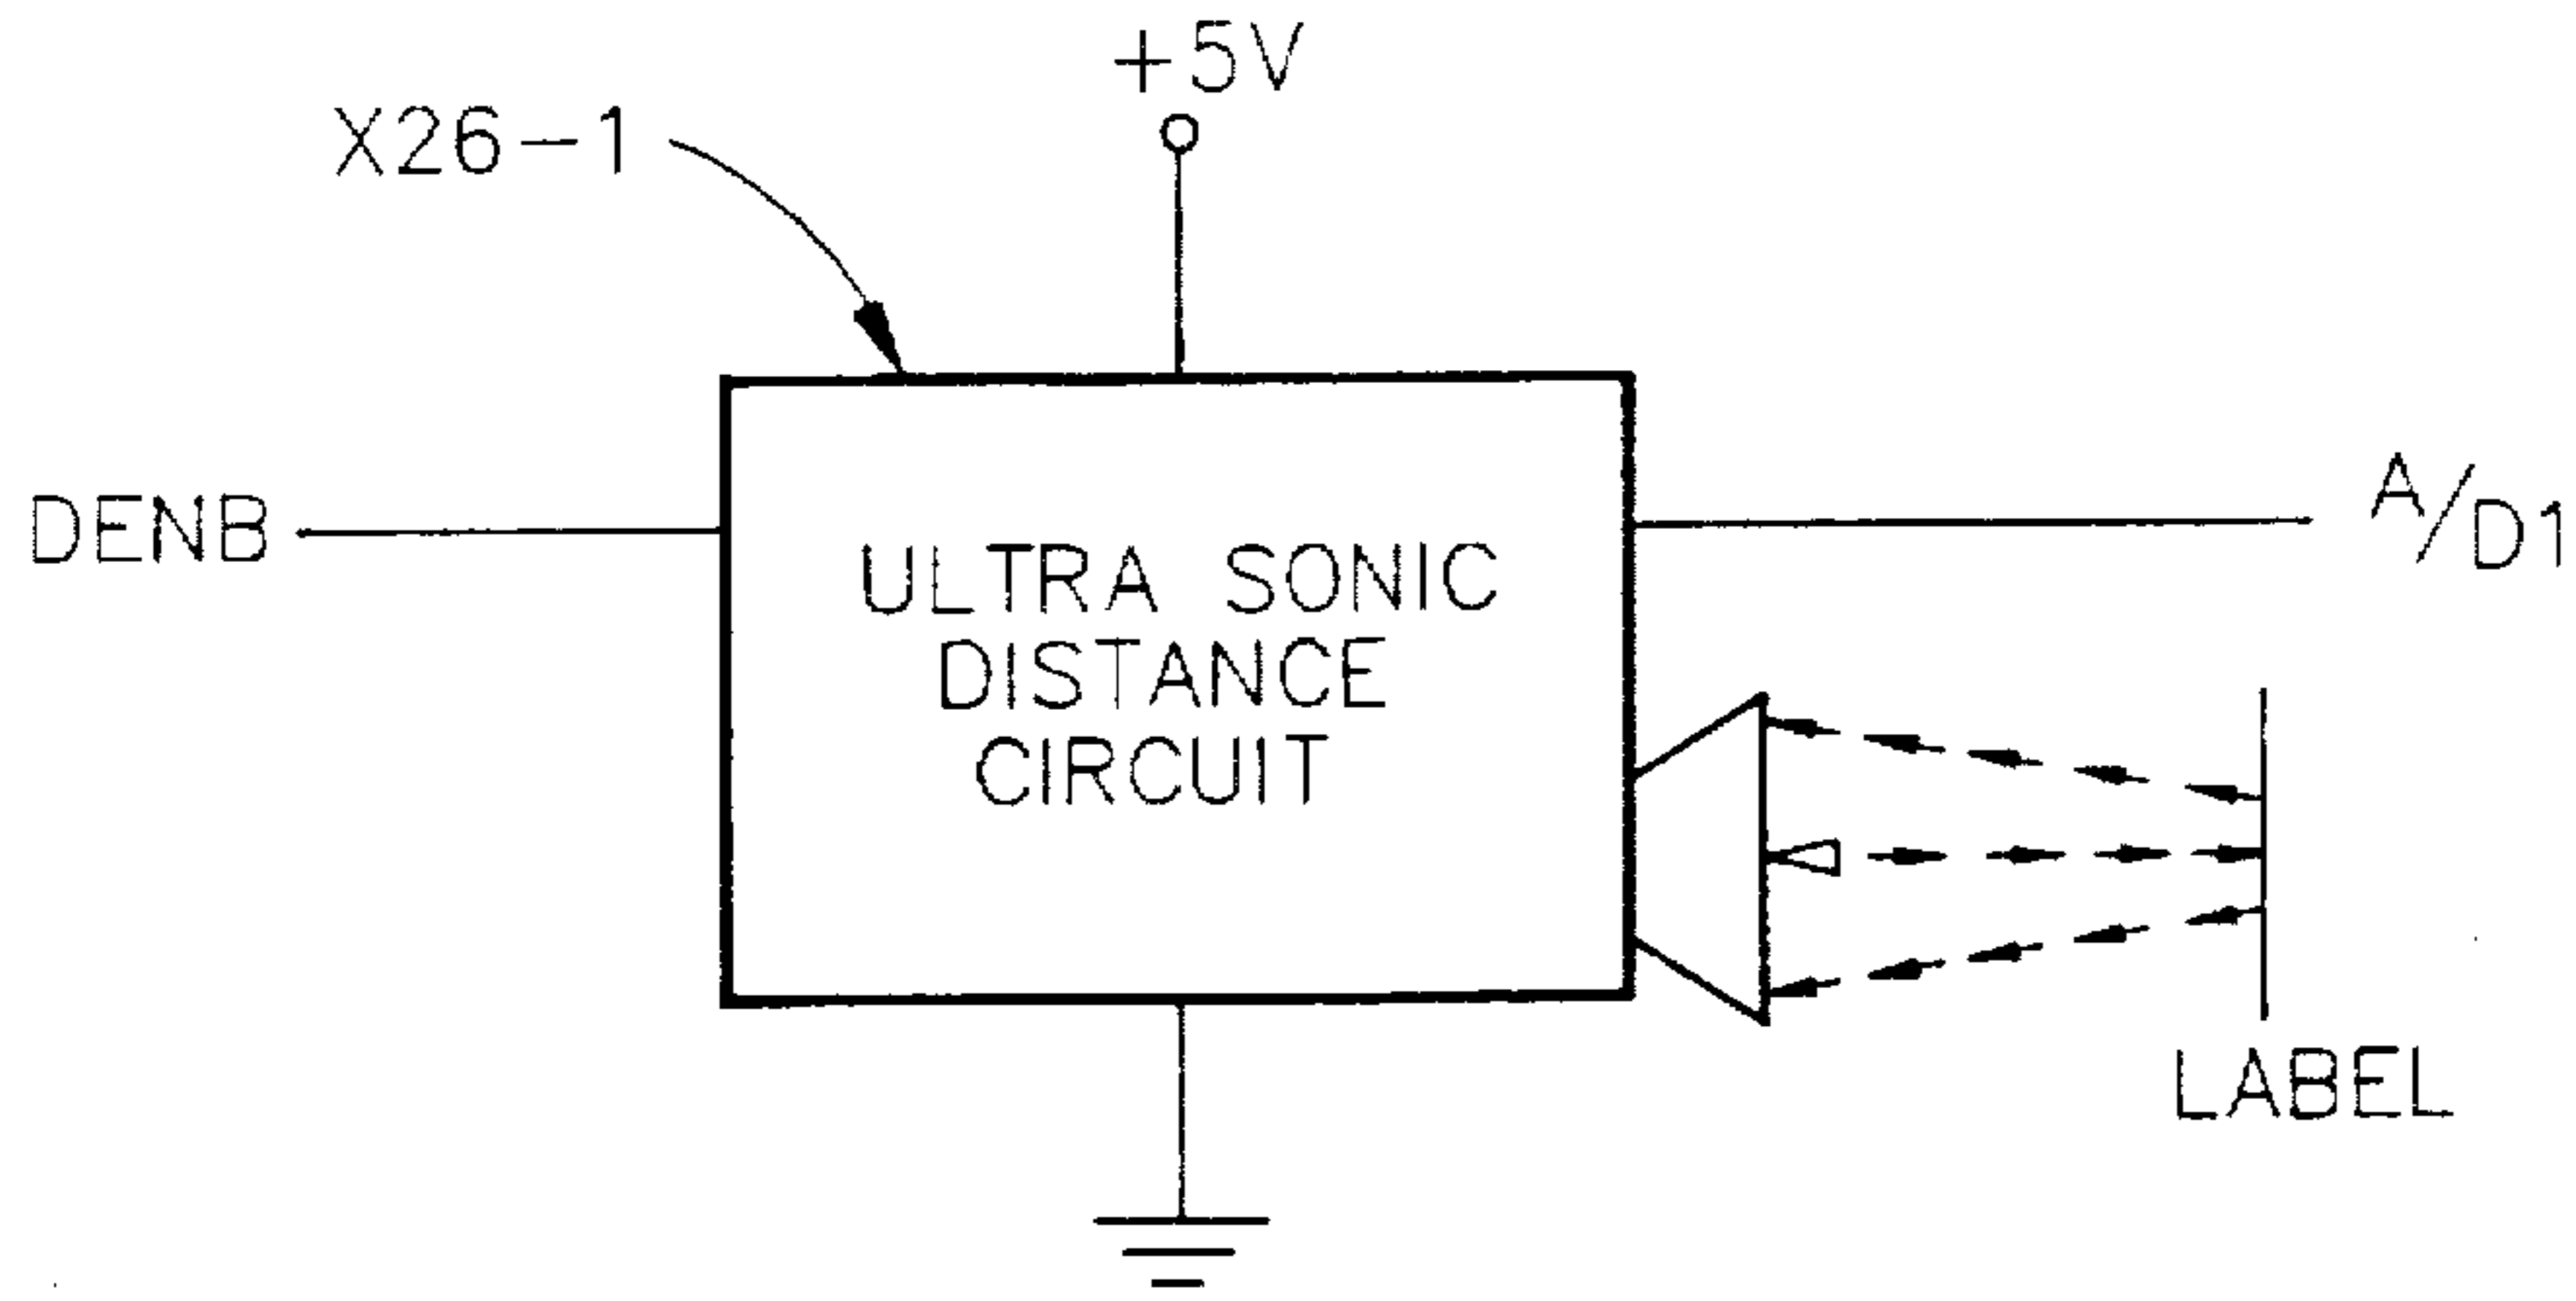 +5V
X26-1
DENB
A/D1
ULTRA SONIC
DISTANCE
CIRCUIT
LABEL